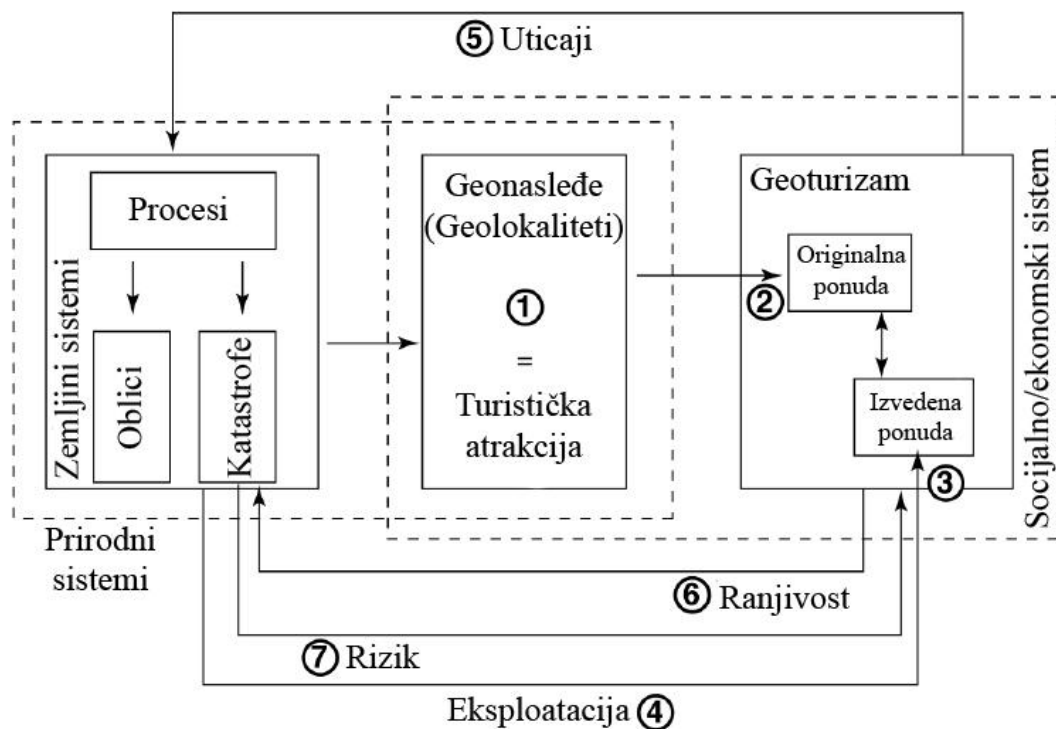 ⑤ Uticaji
Procesi
Zemljini sistemi
Oblici
Katastrofe
Geonasleđe
(Geolokaliteti)
①
=
Turistička
atrakcija
Geoturizam
Originalna
ponuda
②
Izvedena
ponuda
③
Socijalno/ekonomski sistem
Prirodni
sistemi
⑥ Ranjivost
⑦ Rizik
Eksploatacija ④